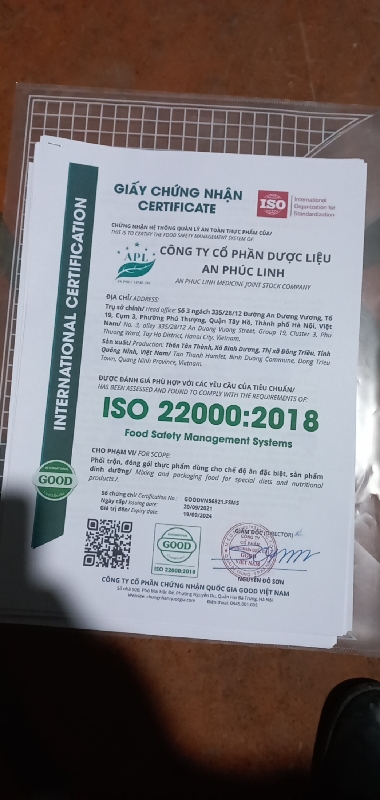 INTERNATIONAL CERTIFICATION
GIẤY CHỨNG NHẬN
CERTIFICATE
ISO
International
Organization for
Standardization
CHỨNG NHẬN HỆ THỐNG QUẢN LÝ AN TOÀN THỰC PHẨM CỦA/
THIS IS TO CERTIFY THE FOOD SAFETY MANAGEMENT SYSTEM OF:
APL
CÔNG TY CỔ PHẦN DƯỢC LIỆU
AN PHÚC LINH
AN PHUC LINH MEDICINE JOINT STOCK COMPANY
ĐỊA CHỈ/ ADDRESS:
Trụ sở chính/ Head office: Số 3 ngách 335/28/12 Đường An Dương Vương, Tổ
19, Cụm 3, Phường Phú Thượng, Quận Tây Hồ, Thành phố Hà Nội, Việt
Nam/ No. 3, alley 335/28/12 An Duong Vuong Street, Group 19, Cluster 3, Phu
Thuong Ward, Tay Ho District, Hanoi City, Vietnam.
Sản xuất/ Production: Thôn Tân Thành, Xã Bình Dương, Thị xã Đông Triều, Tỉnh
Quảng Ninh, Việt Nam/ Tan Thanh Hamlet, Binh Duong Commune, Dong Trieu
Town, Quang Ninh Province, Vietnam.
ĐƯỢC ĐÁNH GIÁ PHÙ HỢP VỚI CÁC YÊU CẦU CỦA TIÊU CHUẨN/
HAS BEEN ASSESSED AND FOUND TO COMPLY WITH THE REQUIREMENTS OF:
ISO 22000:2018
Food Safety Management Systems
CHO PHẠM VI/ FOR SCOPE:
Phối trộn, đóng gói thực phẩm dùng cho chế độ ăn đặc biệt, sản phẩm
dinh dưỡng/ Mixing and packaging food for special diets and nutritional
products./.
GOOD
Số chứng chỉ/ Certification No.:
Ngày cấp/ Issuing date: 20/09/2021
Giá trị đến/ Expiry date: 19/09/2024
GIÁM ĐỐC (DIRECTOR)
GOOD
ISO 22000:2018
NGUYỄN ĐỖ SƠN
CÔNG TY CỔ PHẦN CHỨNG NHẬN QUỐC GIA GOOD VIỆT NAM